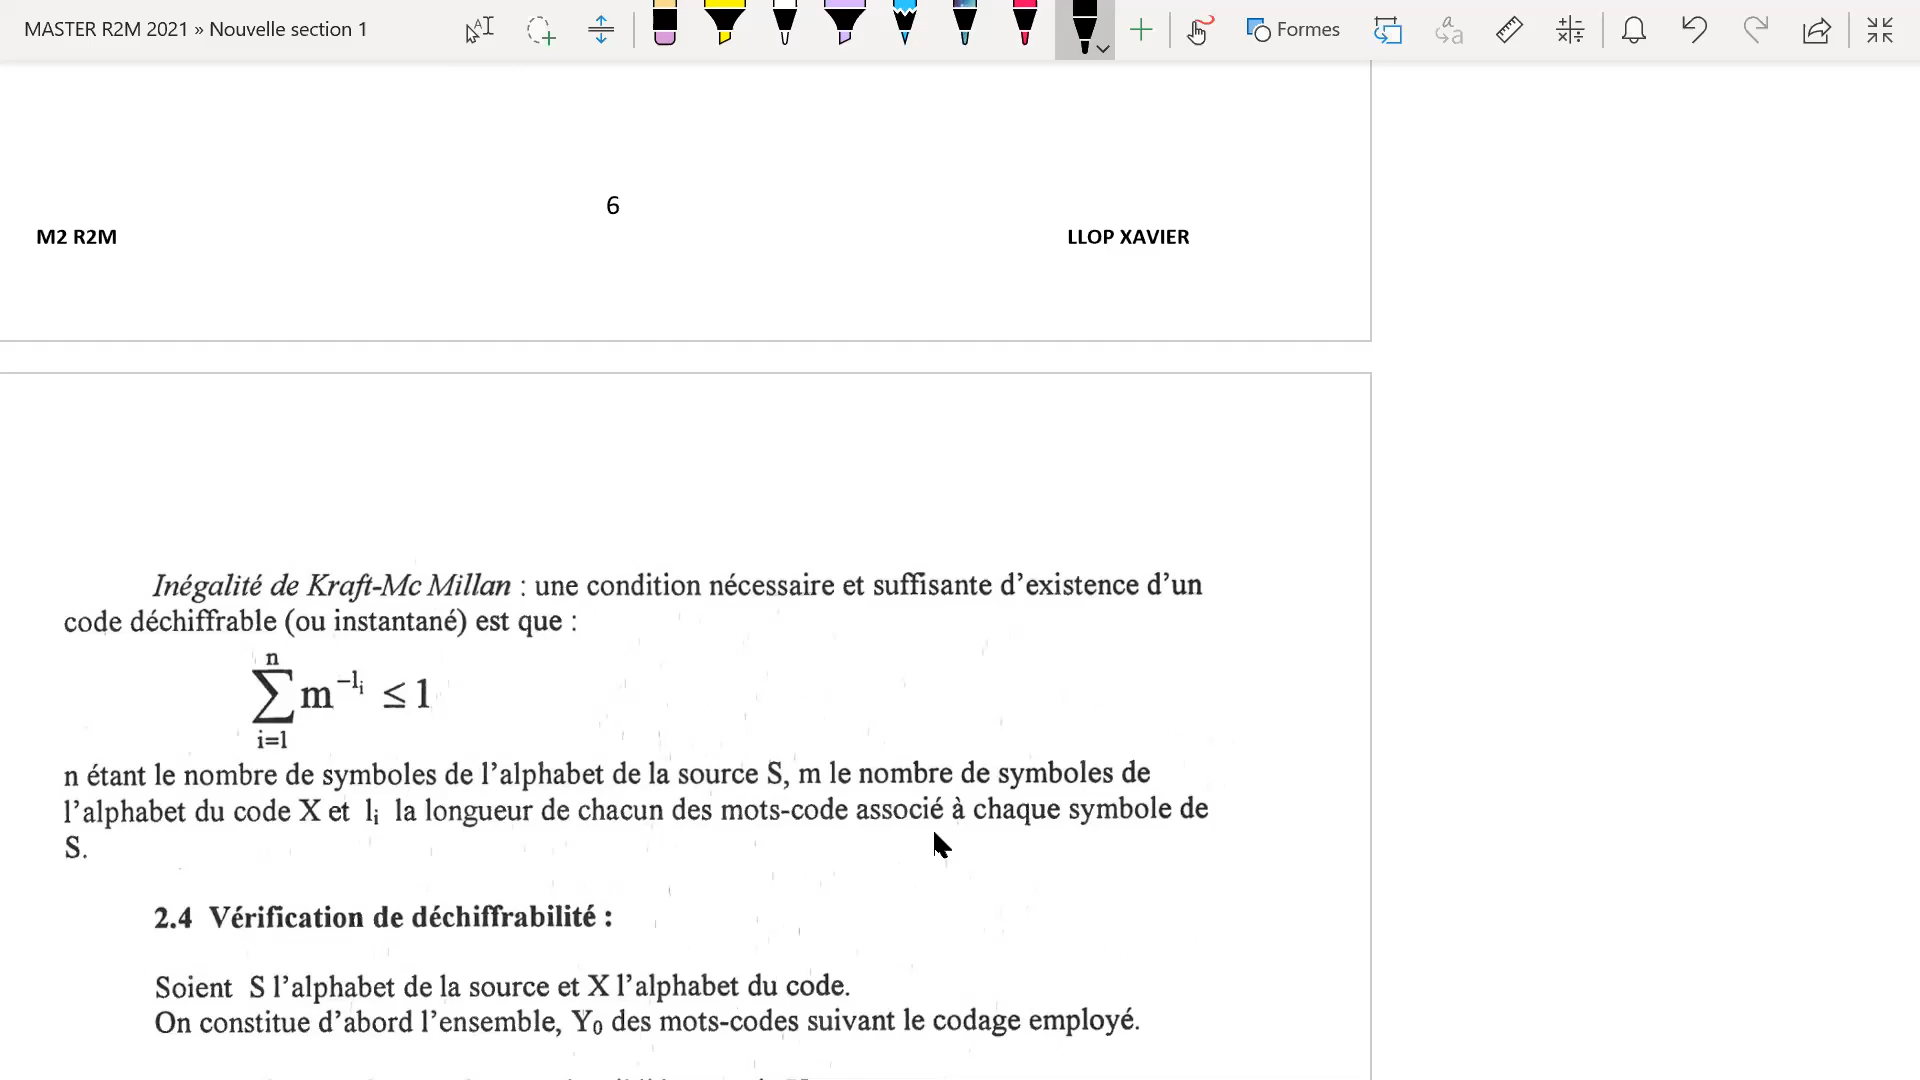 MASTER R2M 2021 » Nouvelle section 1
Formes
6
M2 R2M
LLOP XAVIER
Inégalité de Kraft-Mc Millan : une condition nécessaire et suffisante d’existence d’un
code déchiffrable (ou instantané) est que :
n
∑ m^{-l_i} ≤ 1
i=1
n étant le nombre de symboles de l’alphabet de la source S, m le nombre de symboles de
l’alphabet du code X et l_i la longueur de chacun des mots-code associé à chaque symbole de
S.
2.4 Vérification de déchiffrabilité :
Soient S l’alphabet de la source et X l’alphabet du code.
On constitue d’abord l’ensemble, Y₀ des mots-codes suivant le codage employé.